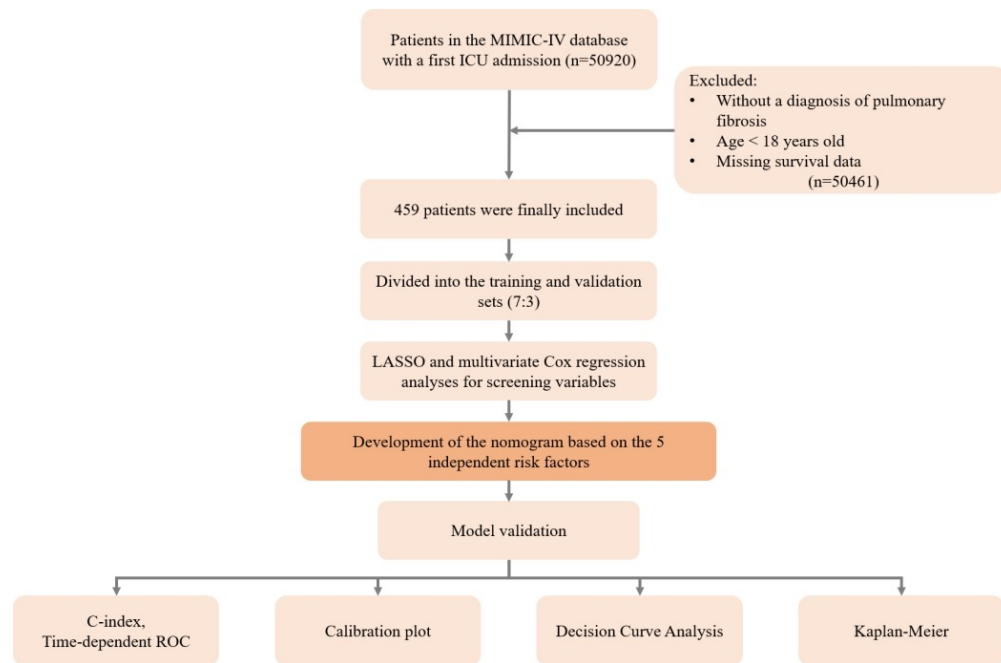 Patients in the MIMIC-IV database
with a first ICU admission (n=50920)
Excluded:
• Without a diagnosis of pulmonary
fibrosis
• Age < 18 years old
• Missing survival data
(n=50461)
459 patients were finally included
Divided into the training and validation
sets (7:3)
LASSO and multivariate Cox regression
analyses for screening variables
Development of the nomogram based on the 5
independent risk factors
Model validation
C-index,
Time-dependent ROC
Calibration plot
Decision Curve Analysis
Kaplan-Meier